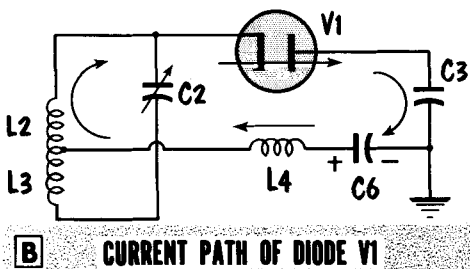 V1
C2
C3
L2
L3
L4
+ -
C6
B CURRENT PATH OF DIODE V1